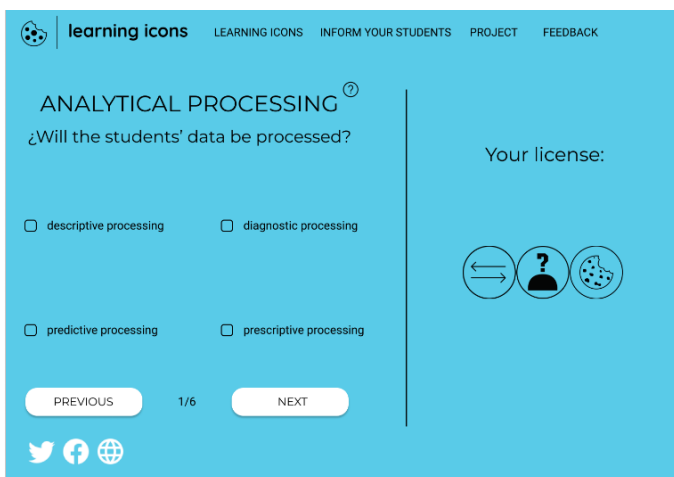 learning icons
LEARNING ICONS INFORM YOUR STUDENTS PROJECT FEEDBACK
ANALYTICAL PROCESSING ?
¿Will the students' data be processed?
descriptive processing
diagnostic processing
predictive processing
prescriptive processing
PREVIOUS 1/6 NEXT
Your license:
?